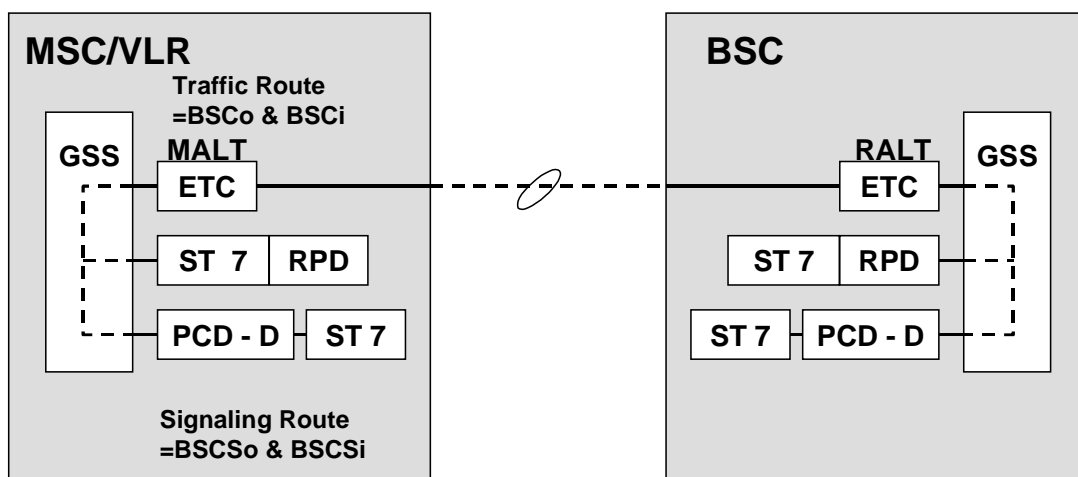 MSC/VLR
Traffic Route
=BSCo & BSCi
GSS
MALT
ETC
ST 7 RPD
PCD - D ST 7
Signaling Route
=BSCSo & BSCSi
BSC
RALT
GSS
ETC
ST 7 RPD
ST 7 PCD - D